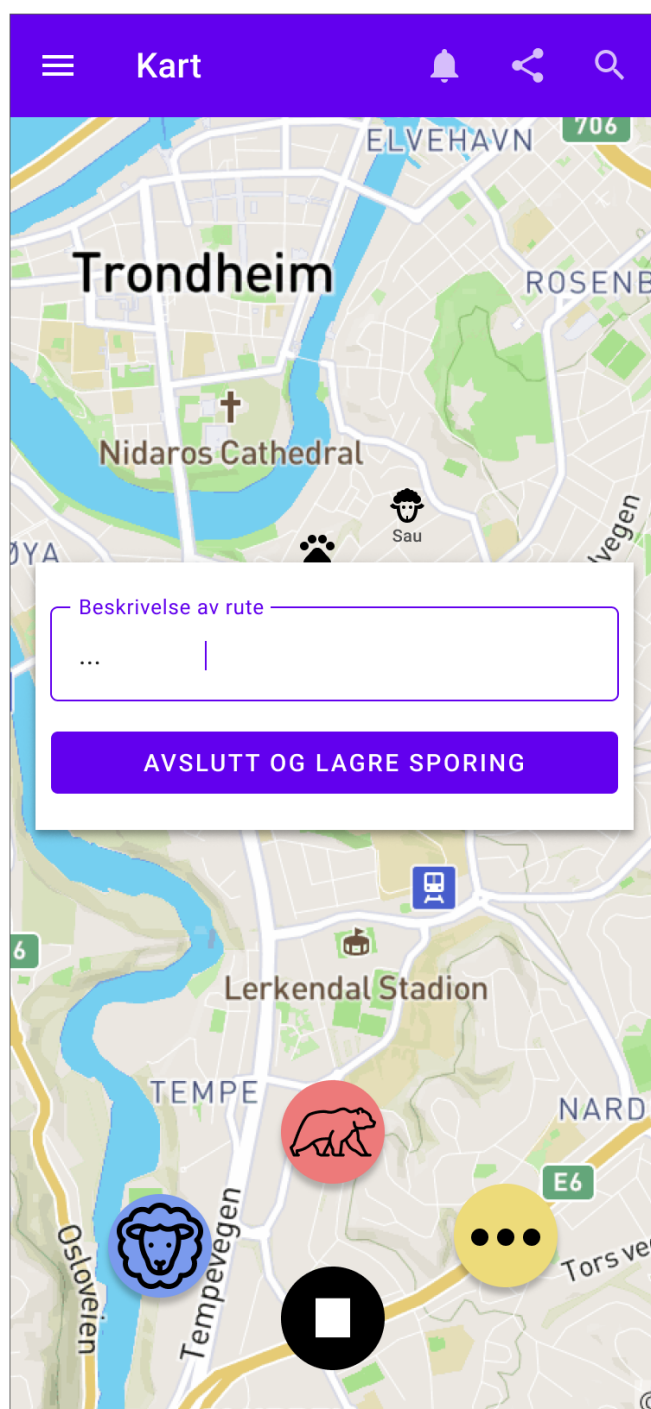 Kart
706
ELVEHAVN
Trondheim
ROSENB
Nidaros Cathedral
Sau
ØYA
lvegen
Beskrivelse av rute
...
AVSLUTT OG LAGRE SPORING
6
Lerkendal Stadion
TEMPE
NARD
E6
Osloveien
Tempevegen
Tors ve